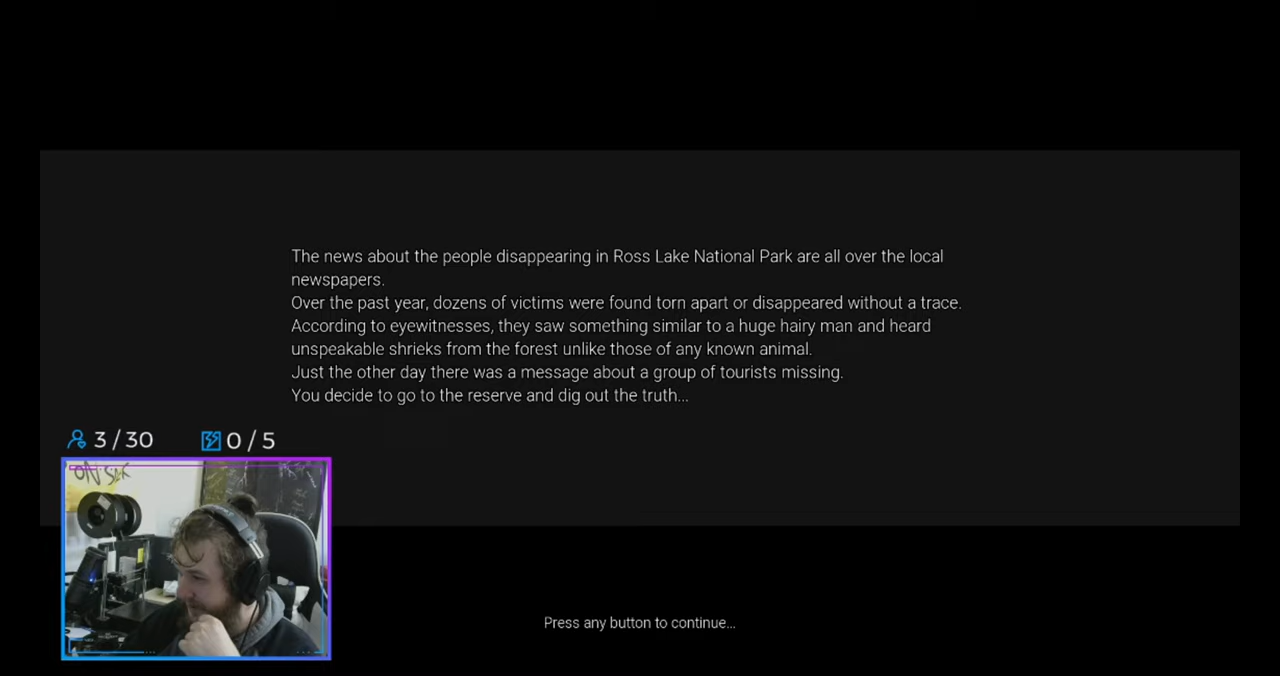 The news about the people disappearing in Ross Lake National Park are all over the local
newspapers.
Over the past year, dozens of victims were found torn apart or disappeared without a trace.
According to eyewitnesses, they saw something similar to a huge hairy man and heard
unspeakable shrieks from the forest unlike those of any known animal.
Just the other day there was a message about a group of tourists missing.
You decide to go to the reserve and dig out the truth...
3 / 30
0 / 5
Press any button to continue...